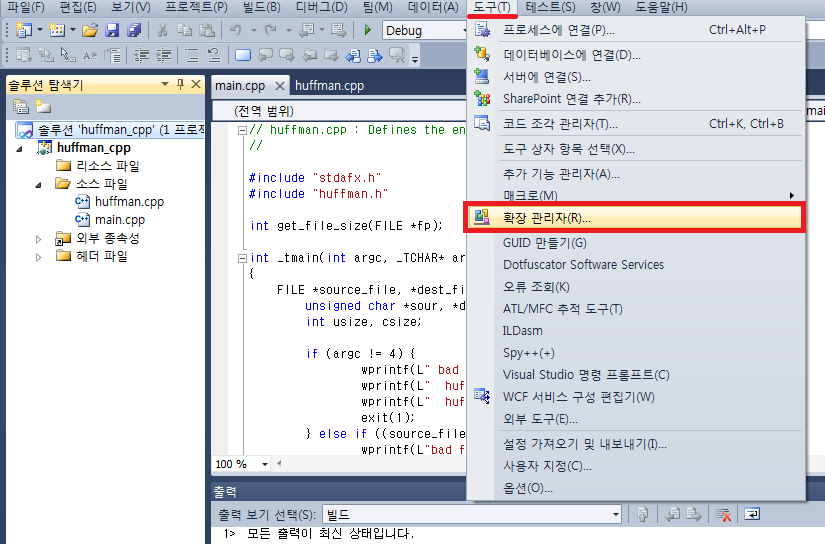 파일(F) 편집(E) 보기(V) 프로젝트(P) 빌드(B) 디버그(D) 팀(M) 데이터(A) 도구(T) 테스트(S) 창(W) 도움말(H)
Debug
솔루션 탐색기
솔루션 'huffman_cpp' (1 프로젝
huffman_cpp
리소스 파일
소스 파일
huffman.cpp
main.cpp
외부 종속성
헤더 파일
main.cpp huffman.cpp
(전역 범위)
mai
// huffman.cpp : Defines the en
//
#include "stdafx.h"
#include "huffman.h"
int get_file_size(FILE *fp);
int _tmain(int argc, _TCHAR* ar
{
FILE *source_file, *dest_fi
unsigned char *sour, *d
int usize, csize;
if (argc != 4) {
wprintf(L" bad
wprintf(L"  huf
wprintf(L"  huf
exit(1);
} else if ((source_file
wprintf(L"bad f
100 %
프로세스에 연결(P)... Ctrl+Alt+P
데이터베이스에 연결(D)...
서버에 연결(S)...
SharePoint 연결 추가(R)...
코드 조각 관리자(T)... Ctrl+K, Ctrl+B
도구 상자 항목 선택(X)...
추가 기능 관리자(A)...
매크로(M)
확장 관리자(R)...
GUID 만들기(G)
Dotfuscator Software Services
오류 조회(K)
ATL/MFC 추적 도구(T)
ILDasm
Spy++(+)
Visual Studio 명령 프롬프트(C)
WCF 서비스 구성 편집기(W)
외부 도구(E)...
설정 가져오기 및 내보내기(I)...
사용자 지정(C)...
옵션(O)...
출력
출력 보기 선택(S): 빌드
1>  모든 출력이 최신 상태입니다.